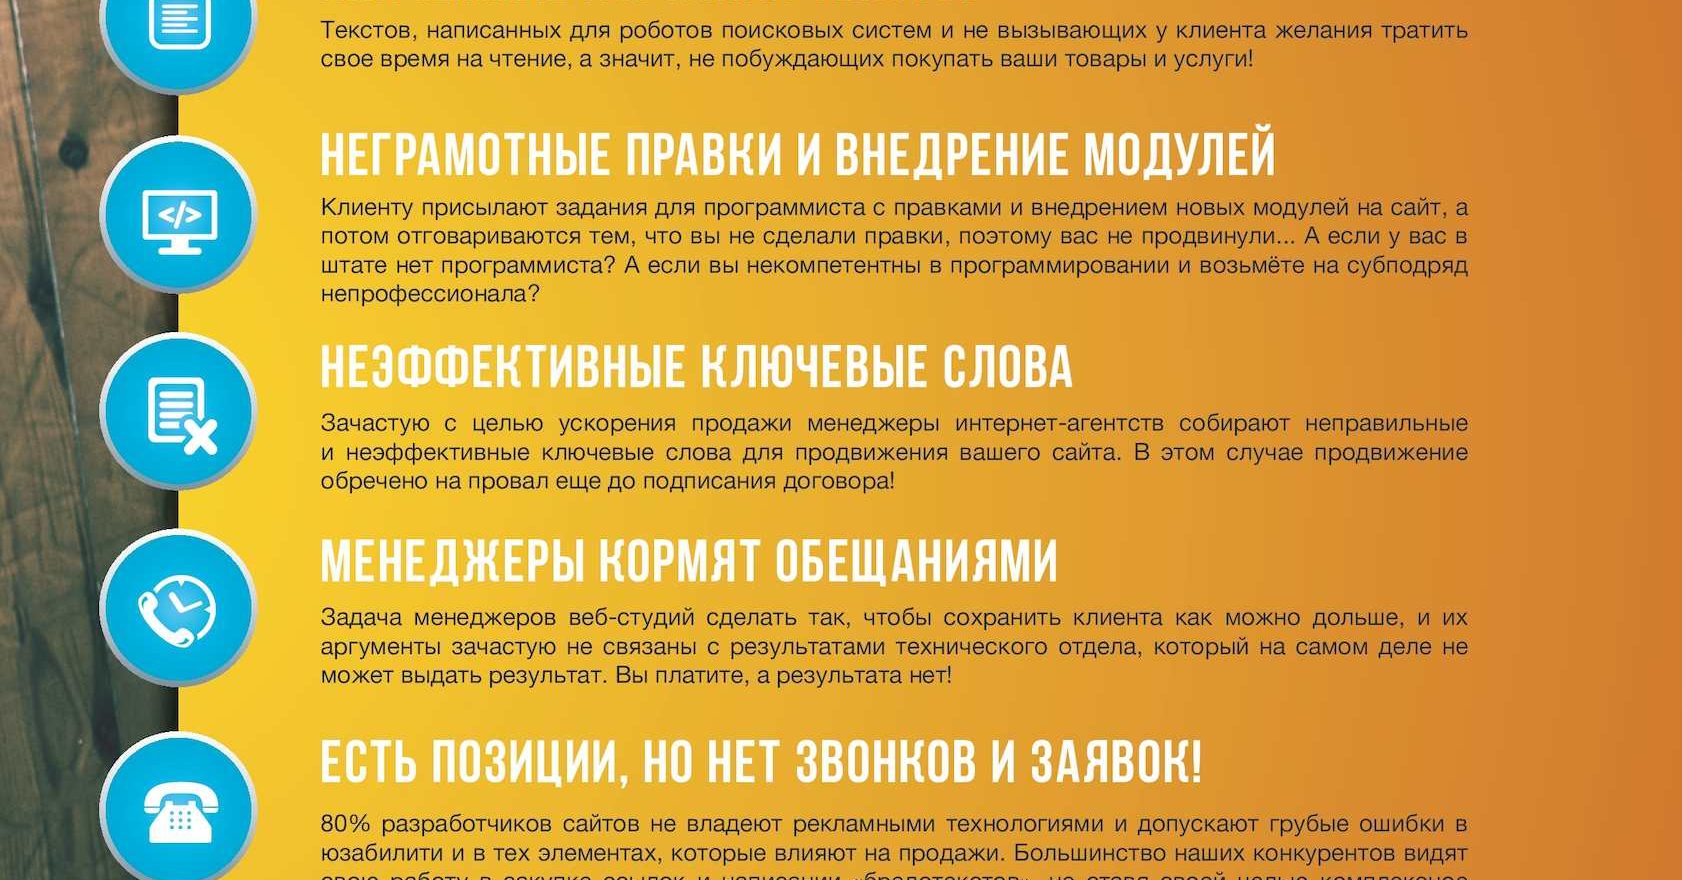 Текстов, написанных для роботов поисковых систем и не вызывающих у клиента желания тратить
свое время на чтение, а значит, не побуждающих покупать ваши товары и услуги!
НЕГРАМОТНЫЕ ПРАВКИ И ВНЕДРЕНИЕ МОДУЛЕЙ
Клиенту присылают задания для программиста с правками и внедрением новых модулей на сайт, а
потом отговариваются тем, что вы не сделали правки, поэтому вас не продвинули... А если у вас в
штате нет программиста? А если вы некомпетентны в программировании и возьмёте на субподряд
непрофессионала?
НЕЭФФЕКТИВНЫЕ КЛЮЧЕВЫЕ СЛОВА
Зачастую с целью ускорения продажи менеджеры интернет-агентств собирают неправильные
и неэффективные ключевые слова для продвижения вашего сайта. В этом случае продвижение
обречено на провал еще до подписания договора!
МЕНЕДЖЕРЫ КОРМЯТ ОБЕЩАНИЯМИ
Задача менеджеров веб-студий сделать так, чтобы сохранить клиента как можно дольше, и их
аргументы зачастую не связаны с результатами технического отдела, который на самом деле не
может выдать результат. Вы платите, а результата нет!
ЕСТЬ ПОЗИЦИИ, НО НЕТ ЗВОНКОВ И ЗАЯВОК!
80% разработчиков сайтов не владеют рекламными технологиями и допускают грубые ошибки в
юзабилити и в тех элементах, которые влияют на продажи. Большинство наших конкурентов видят